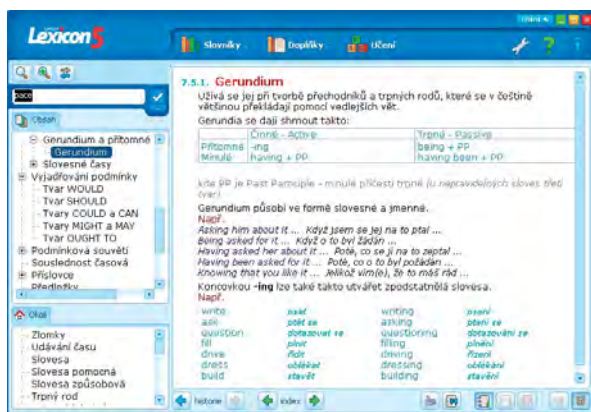 Lexicon 5
Slovníky
Doplňky
Učení
pace
Obsah
Gerundium a přítomné
Gerundium
Slovesné časy
Vyjadřování podmínky
Tvar WOULD
Tvar SHOULD
Tvary COULD a CAN
Tvary MIGHT a MAY
Tvar OUGHT TO
Podmínková souvětí
Souslednost časová
Příslovce
Předložky
Okolí
Zlomky
Udávání času
Slovesa
Slovesa pomocná
Slovesa způsobová
Trpný rod
7.5.1. Gerundium
Užívá se jej při tvorbě přechodníků a trpných rodů, které se v češtině
většinou překládají pomocí vedlejších vět.
Gerundia se dají shrnout takto:
Činné - Active Trpné - Passive
Přítomné -ing being + PP
Minulé having + PP having been + PP
kde PP je Past Participle - minulé příčestí trpné (u nepravidelných sloves třetí
tvar)
Gerundium působí ve formě slovesné a jmenné.
Např.
Asking him about it ... Když jsem se jej na to ptal ...
Being asked for it ... Když o to byl žádán ...
Having asked her about it ... Poté, co se jí na to zeptal ...
Having been asked for it ... Poté, co o to byl požádán ...
Knowing that you like it ... Jelikož vím(e), že to máš rád ...
Koncovkou -ing lze také takto utvářet zpodstatnělá slovesa.
Např.
write psát writing psaní
ask ptát se asking ptaní se
question dotazovat se questioning dotazování se
fill plnit filling plnění
drive řídit driving řízení
dress oblékat dressing oblékání
build stavět building stavění
historie
index